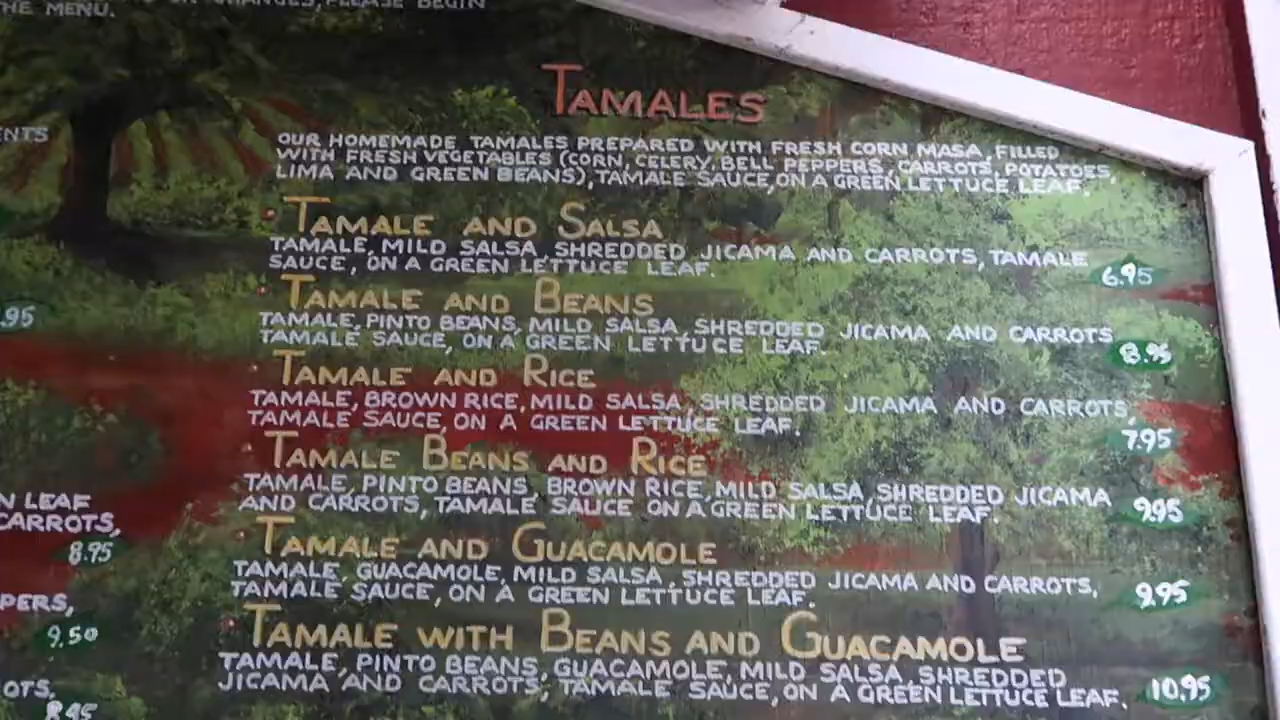 THE MENU.
CHANGES, PLEASE BEGIN
ENTS
.95
N LEAF
CARROTS,
8.95
PERS,
9.50
OTS,
8.95
TAMALES
OUR HOMEMADE TAMALES PREPARED WITH FRESH CORN MASA, FILLED
WITH FRESH VEGETABLES (CORN, CELERY, BELL PEPPERS, CARROTS, POTATOES,
LIMA AND GREEN BEANS), TAMALE SAUCE, ON A GREEN LETTUCE LEAF.
TAMALE AND SALSA
TAMALE, MILD SALSA, SHREDDED JICAMA AND CARROTS, TAMALE
SAUCE, ON A GREEN LETTUCE LEAF.
6.95
TAMALE AND BEANS
TAMALE, PINTO BEANS, MILD SALSA, SHREDDED JICAMA AND CARROTS
TAMALE SAUCE, ON A GREEN LETTUCE LEAF.
8.95
TAMALE AND RICE
TAMALE, BROWN RICE, MILD SALSA, SHREDDED JICAMA AND CARROTS,
TAMALE SAUCE, ON A GREEN LETTUCE LEAF.
7.95
TAMALE BEANS AND RICE
TAMALE, PINTO BEANS, BROWN RICE, MILD SALSA, SHREDDED JICAMA
AND CARROTS, TAMALE SAUCE ON A GREEN LETTUCE LEAF.
9.95
TAMALE AND GUACAMOLE
TAMALE, GUACAMOLE, MILD SALSA, SHREDDED JICAMA AND CARROTS,
TAMALE SAUCE, ON A GREEN LETTUCE LEAF.
9.95
TAMALE WITH BEANS AND GUACAMOLE
TAMALE, PINTO BEANS, GUACAMOLE, MILD SALSA, SHREDDED
JICAMA AND CARROTS, TAMALE SAUCE, ON A GREEN LETTUCE LEAF.
10.95